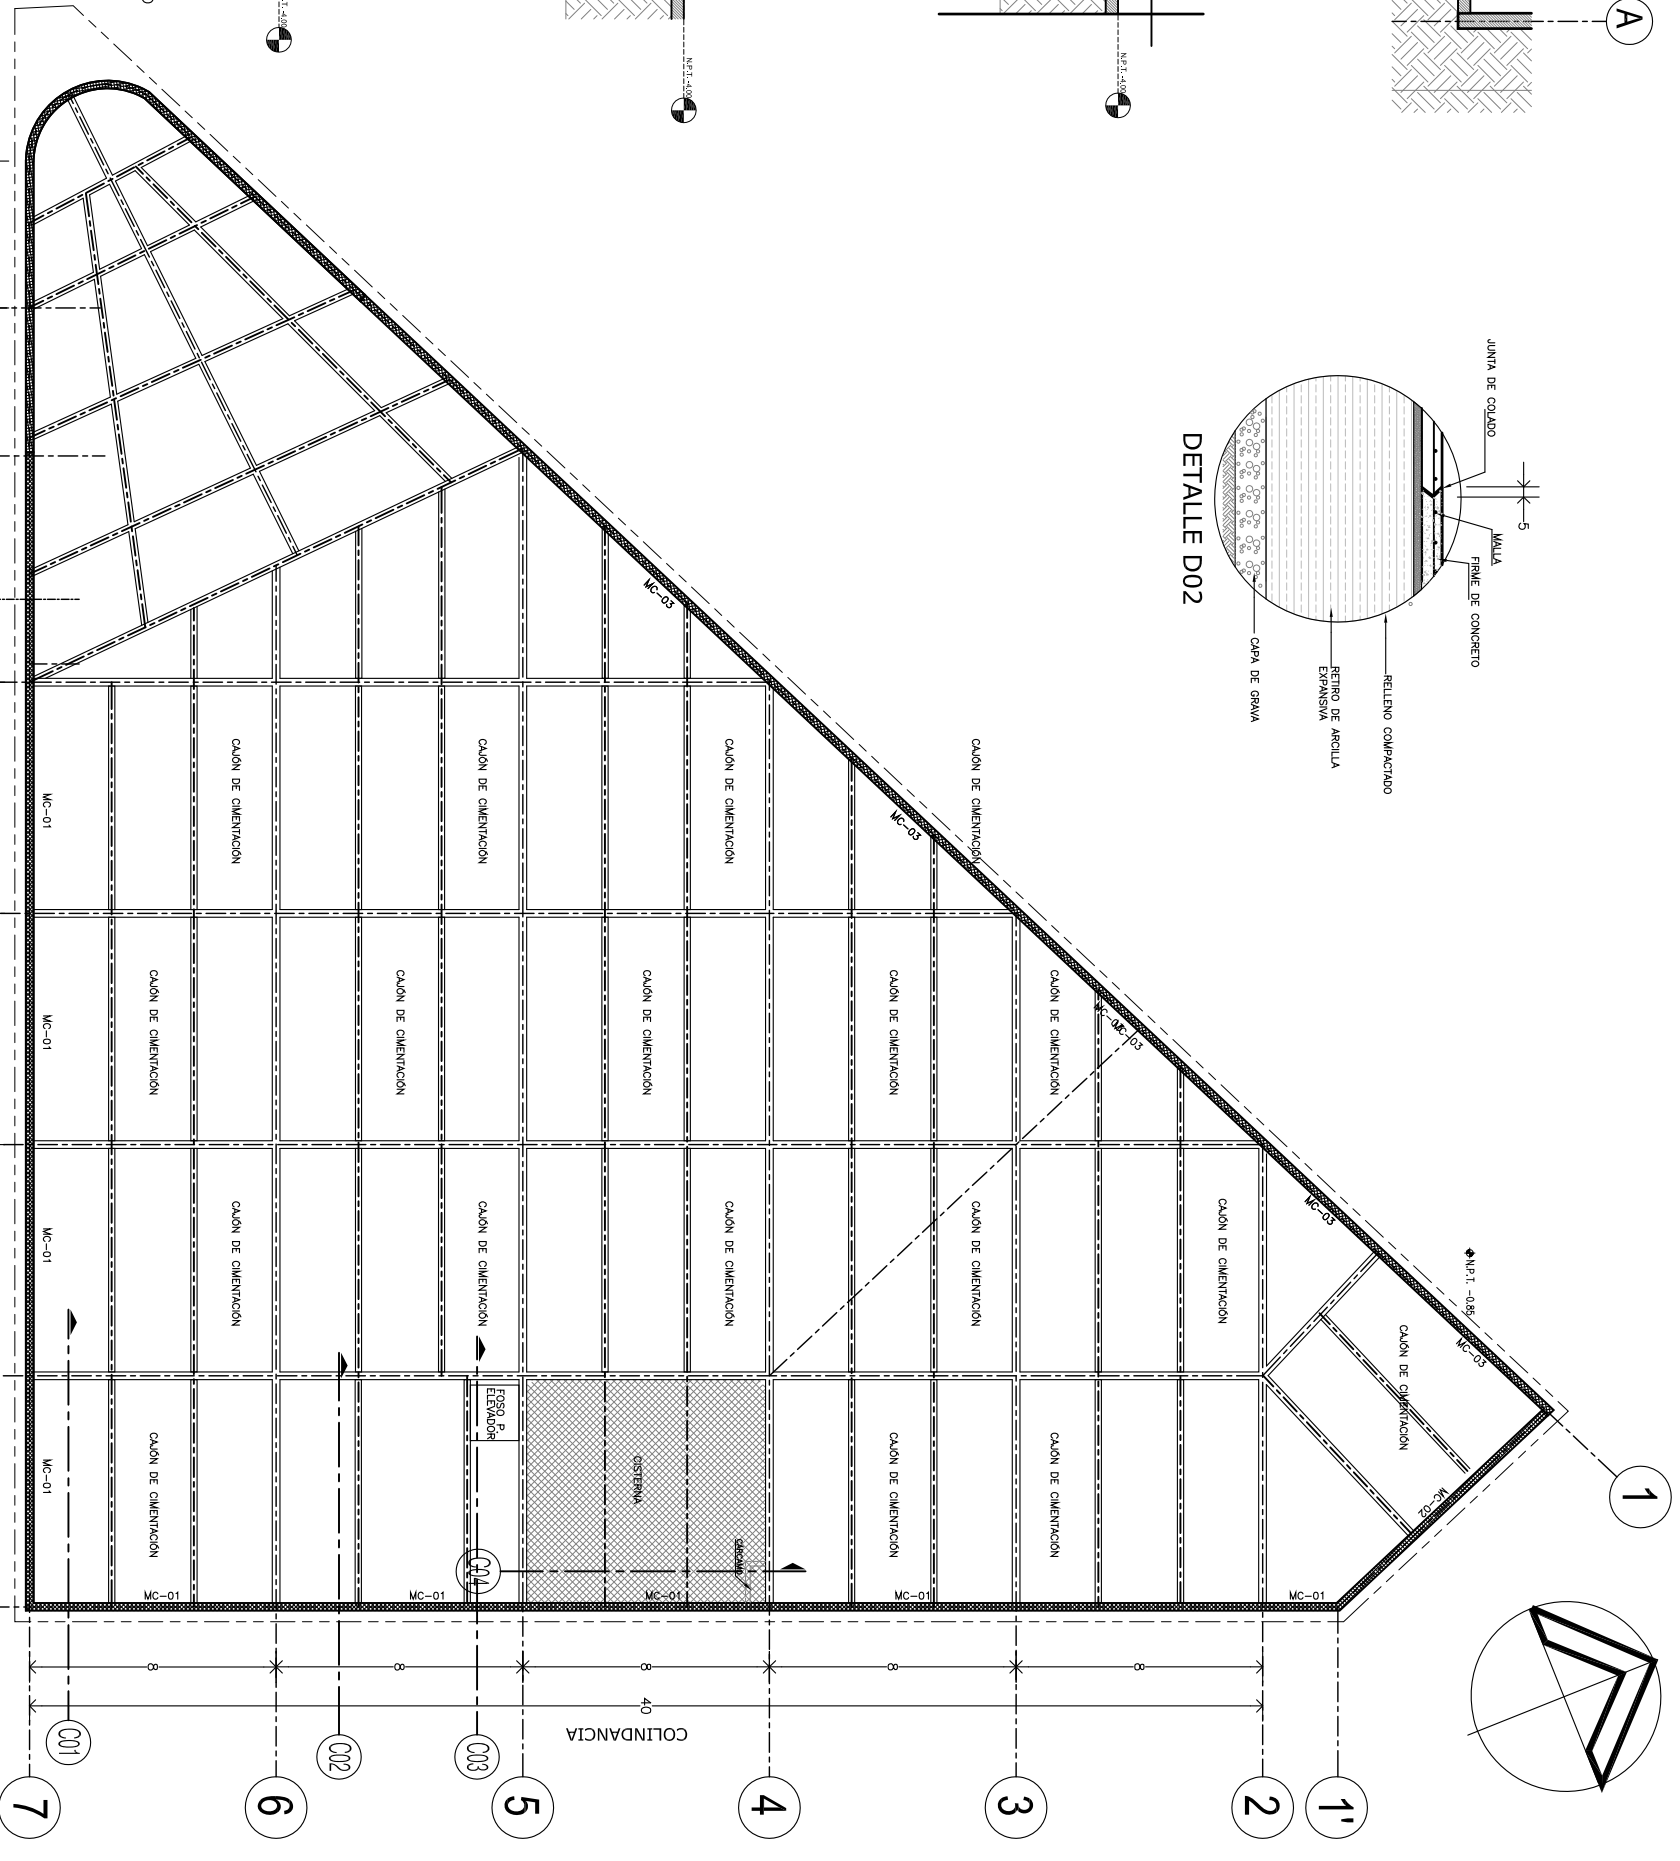 A
N.P.T. -4.00
N.P.T. -4.00
JUNTA DE COLADO
5
MALLA
FIRME DE CONCRETO
RELLENO COMPACTADO
RETIRO DE ARCILLA
EXPANSIVA
CAPA DE GRAVA
DETALLE D02
MC-03
CAJÓN DE CIMENTACIÓN
CAJÓN DE CIMENTACIÓN
CAJÓN DE CIMENTACIÓN
CAJÓN DE CIMENTACIÓN
MC-01
MC-03
CAJÓN DE CIMENTACIÓN
CAJÓN DE CIMENTACIÓN
CAJÓN DE CIMENTACIÓN
CAJÓN DE CIMENTACIÓN
CAJÓN DE CIMENTACIÓN
MC-01
MC-03
MC-03
CAJÓN DE CIMENTACIÓN
CAJÓN DE CIMENTACIÓN
CAJÓN DE CIMENTACIÓN
CAJÓN DE CIMENTACIÓN
CAJÓN DE CIMENTACIÓN
MC-01
MC-03
N.P.T. -0.85
MC-03
CAJÓN DE CIMENTACIÓN
MC-02
1
FOSO P.
ELEVADOR
CISTERNA
CÁRCAMO
CAJÓN DE CIMENTACIÓN
CAJÓN DE CIMENTACIÓN
CAJÓN DE CIMENTACIÓN
MC-01
C04
MC-01
MC-01
MC-01
MC-01
MC-01
8
8
8
8
8
40
COLINDANCIA
C01
C02
C03
7
6
5
4
3
2
1'